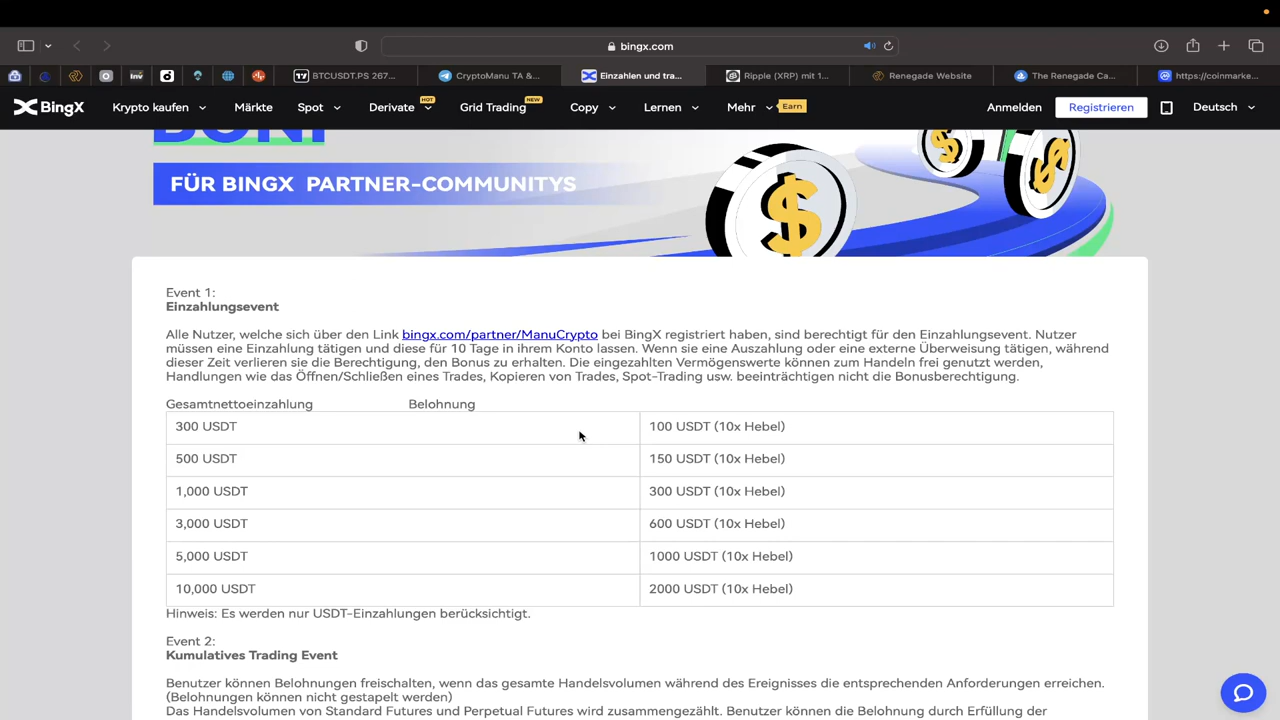 bingx.com
Inv
BTCUSDT.PS 267...
CryptoManu TA &...
Einzahlen und tra...
Ripple (XRP) mit 1...
Renegade Website
The Renegade Ca...
https://coinmarke...
BingX
Krypto kaufen
Märkte
Spot
Derivate
HOT
Grid Trading
NEW
Copy
Lernen
Mehr
Earn
Anmelden
Registrieren
Deutsch
BONI
FÜR BINGX PARTNER-COMMUNITYS
Event 1:
Einzahlungsevent
Alle Nutzer, welche sich über den Link bingx.com/partner/ManuCrypto bei BingX registriert haben, sind berechtigt für den Einzahlungsevent. Nutzer
müssen eine Einzahlung tätigen und diese für 10 Tage in ihrem Konto lassen. Wenn sie eine Auszahlung oder eine externe Überweisung tätigen, während
dieser Zeit verlieren sie die Berechtigung, den Bonus zu erhalten. Die eingezahlten Vermögenswerte können zum Handeln frei genutzt werden,
Handlungen wie das Öffnen/Schließen eines Trades, Kopieren von Trades, Spot-Trading usw. beeinträchtigen nicht die Bonusberechtigung.
Gesamtnettoeinzahlung Belohnung
300 USDT 100 USDT (10x Hebel)
500 USDT 150 USDT (10x Hebel)
1,000 USDT 300 USDT (10x Hebel)
3,000 USDT 600 USDT (10x Hebel)
5,000 USDT 1000 USDT (10x Hebel)
10,000 USDT 2000 USDT (10x Hebel)
Hinweis: Es werden nur USDT-Einzahlungen berücksichtigt.
Event 2:
Kumulatives Trading Event
Benutzer können Belohnungen freischalten, wenn das gesamte Handelsvolumen während des Ereignisses die entsprechenden Anforderungen erreichen.
(Belohnungen können nicht gestapelt werden)
Das Handelsvolumen von Standard Futures und Perpetual Futures wird zusammengezählt. Benutzer können die Belohnung durch Erfüllung der